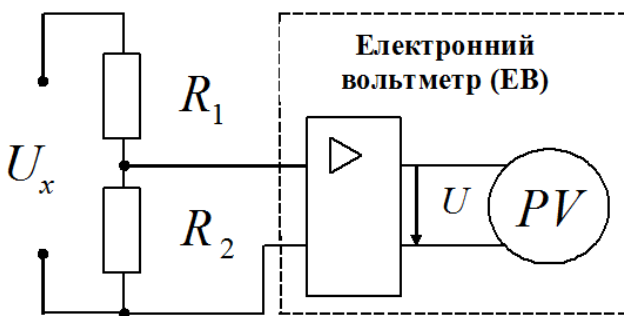 Електронний
вольтметр (ЕВ)
R1
Ux
R2
U
PV